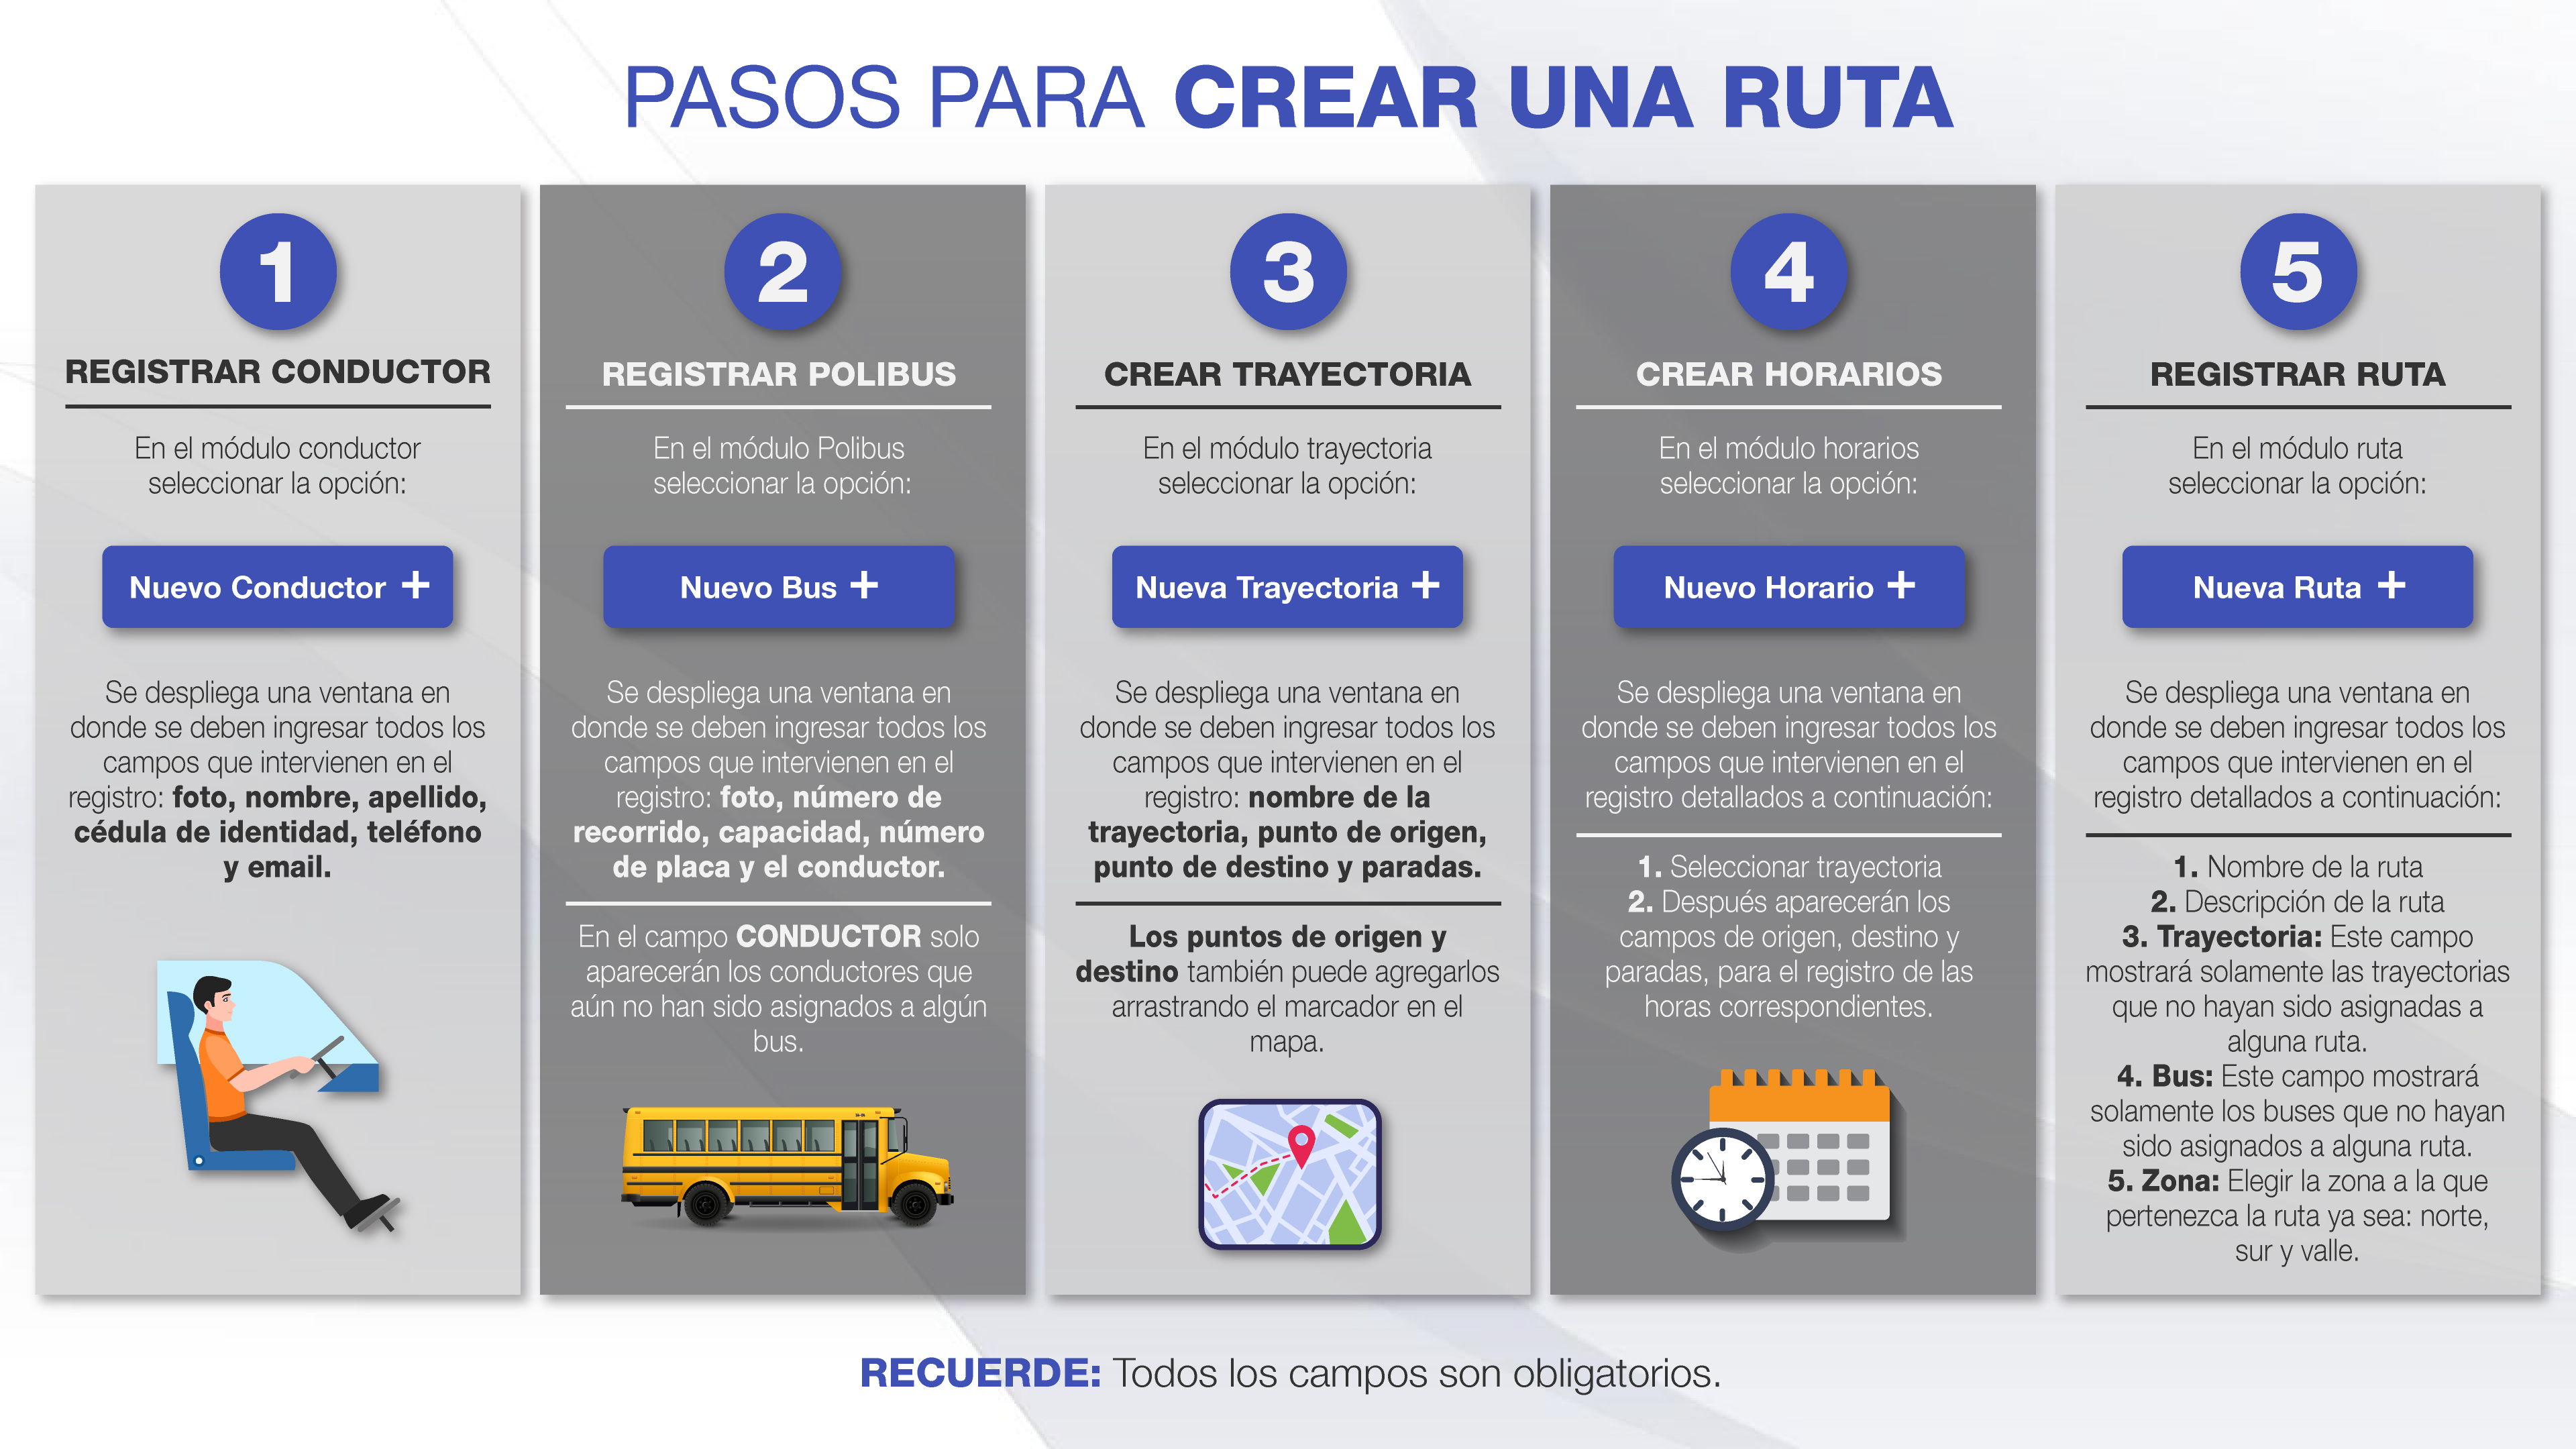 PASOS PARA CREAR UNA RUTA
1
REGISTRAR CONDUCTOR
En el módulo conductor
seleccionar la opción:
Nuevo Conductor +
Se despliega una ventana en
donde se deben ingresar todos los
campos que intervienen en el
registro: foto, nombre, apellido,
cédula de identidad, teléfono
y email.
2
REGISTRAR POLIBUS
En el módulo Polibus
seleccionar la opción:
Nuevo Bus +
Se despliega una ventana en
donde se deben ingresar todos los
campos que intervienen en el
registro: foto, número de
recorrido, capacidad, número
de placa y el conductor.
En el campo CONDUCTOR solo
aparecerán los conductores que
aún no han sido asignados a algún
bus.
3
CREAR TRAYECTORIA
En el módulo trayectoria
seleccionar la opción:
Nueva Trayectoria +
Se despliega una ventana en
donde se deben ingresar todos los
campos que intervienen en el
registro: nombre de la
trayectoria, punto de origen,
punto de destino y paradas.
Los puntos de origen y
destino también puede agregarlos
arrastrando el marcador en el
mapa.
4
CREAR HORARIOS
En el módulo horarios
seleccionar la opción:
Nuevo Horario +
Se despliega una ventana en
donde se deben ingresar todos los
campos que intervienen en el
registro detallados a continuación:
1. Seleccionar trayectoria
2. Después aparecerán los
campos de origen, destino y
paradas, para el registro de las
horas correspondientes.
5
REGISTRAR RUTA
En el módulo ruta
seleccionar la opción:
Nueva Ruta +
Se despliega una ventana en
donde se deben ingresar todos los
campos que intervienen en el
registro detallados a continuación:
1. Nombre de la ruta
2. Descripción de la ruta
3. Trayectoria: Este campo
mostrará solamente las trayectorias
que no hayan sido asignadas a
alguna ruta.
4. Bus: Este campo mostrará
solamente los buses que no hayan
sido asignados a alguna ruta.
5. Zona: Elegir la zona a la que
pertenezca la ruta ya sea: norte,
sur y valle.
RECUERDE: Todos los campos son obligatorios.